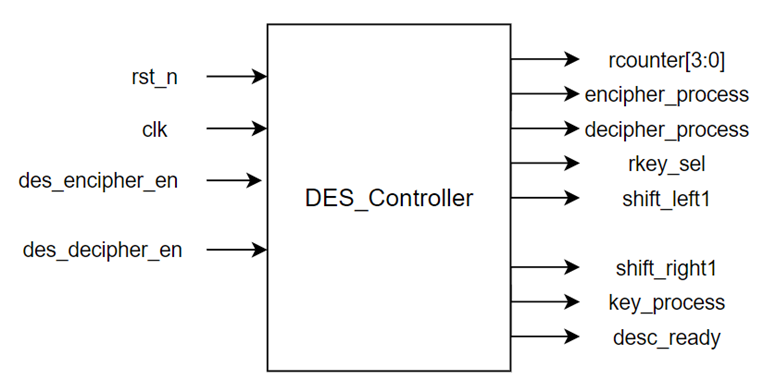 rst_n
clk
des_encipher_en
des_decipher_en
DES_Controller
rcounter[3:0]
encipher_process
decipher_process
rkey_sel
shift_left1
shift_right1
key_process
desc_ready